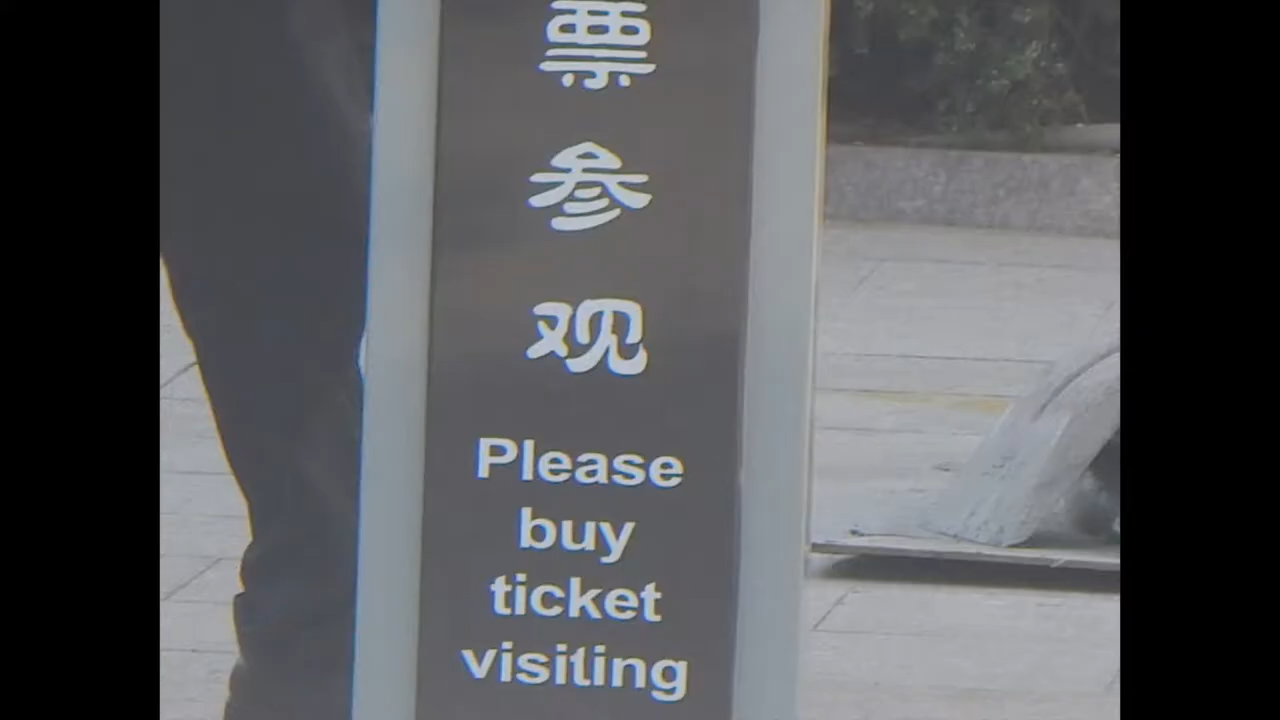 票
参
观
Please
buy
ticket
visiting